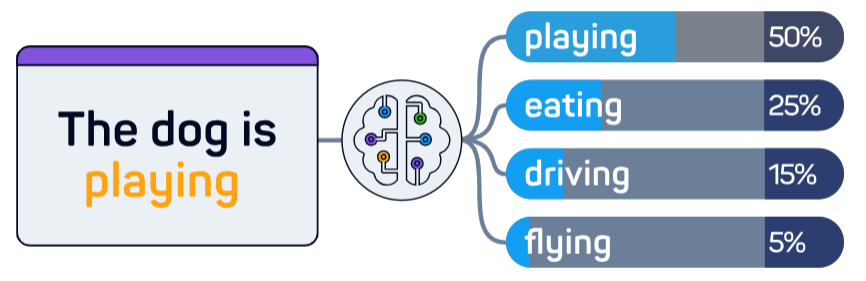 The dog is
playing
playing 50%
eating 25%
driving 15%
flying 5%